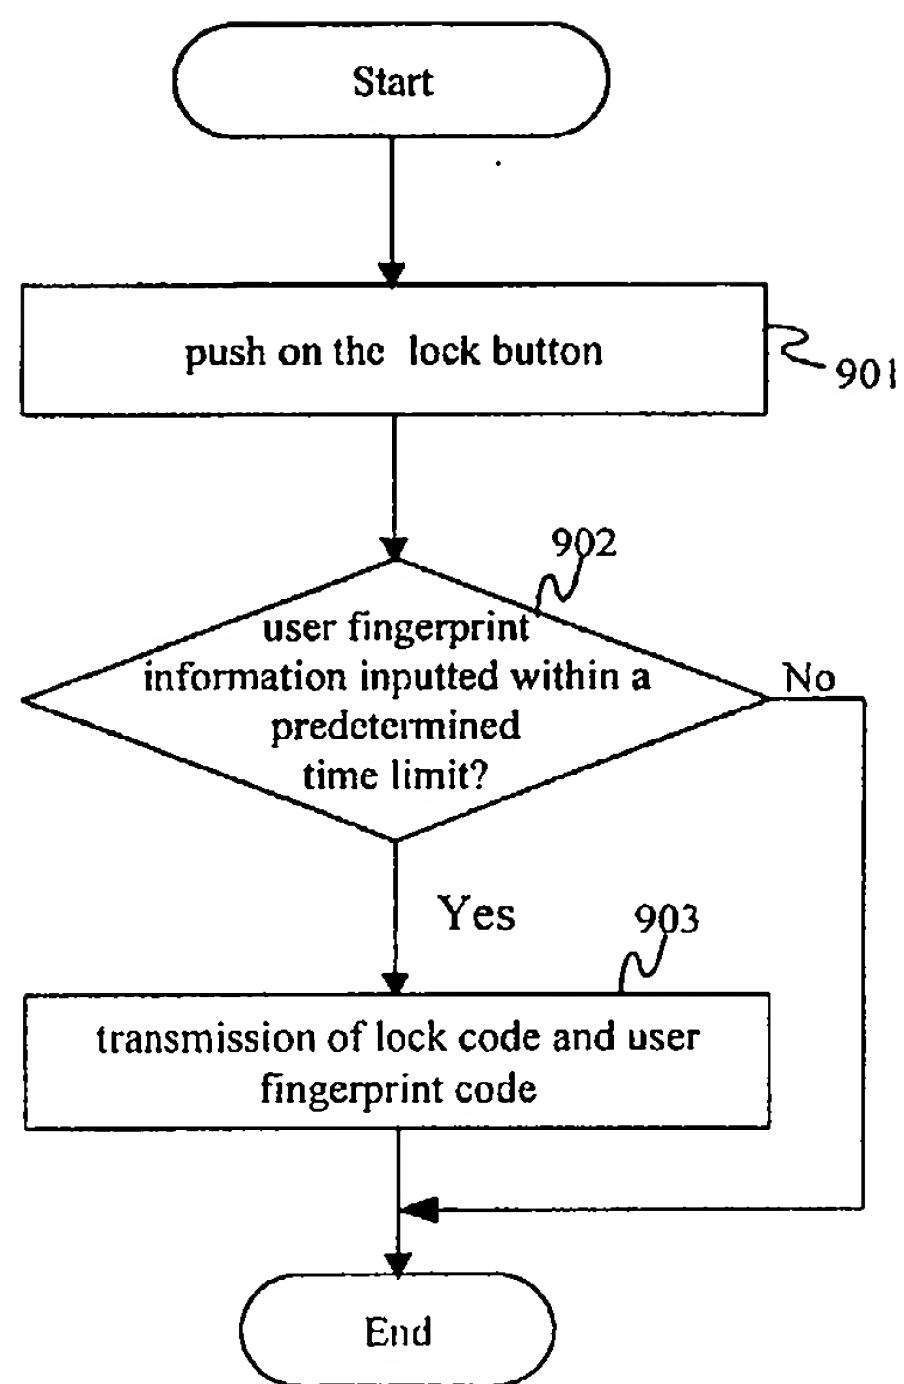 Start
push on the lock button
901
902
user fingerprint
information inputted within a
predetermined
time limit?
No
Yes
903
transmission of lock code and user
fingerprint code
End